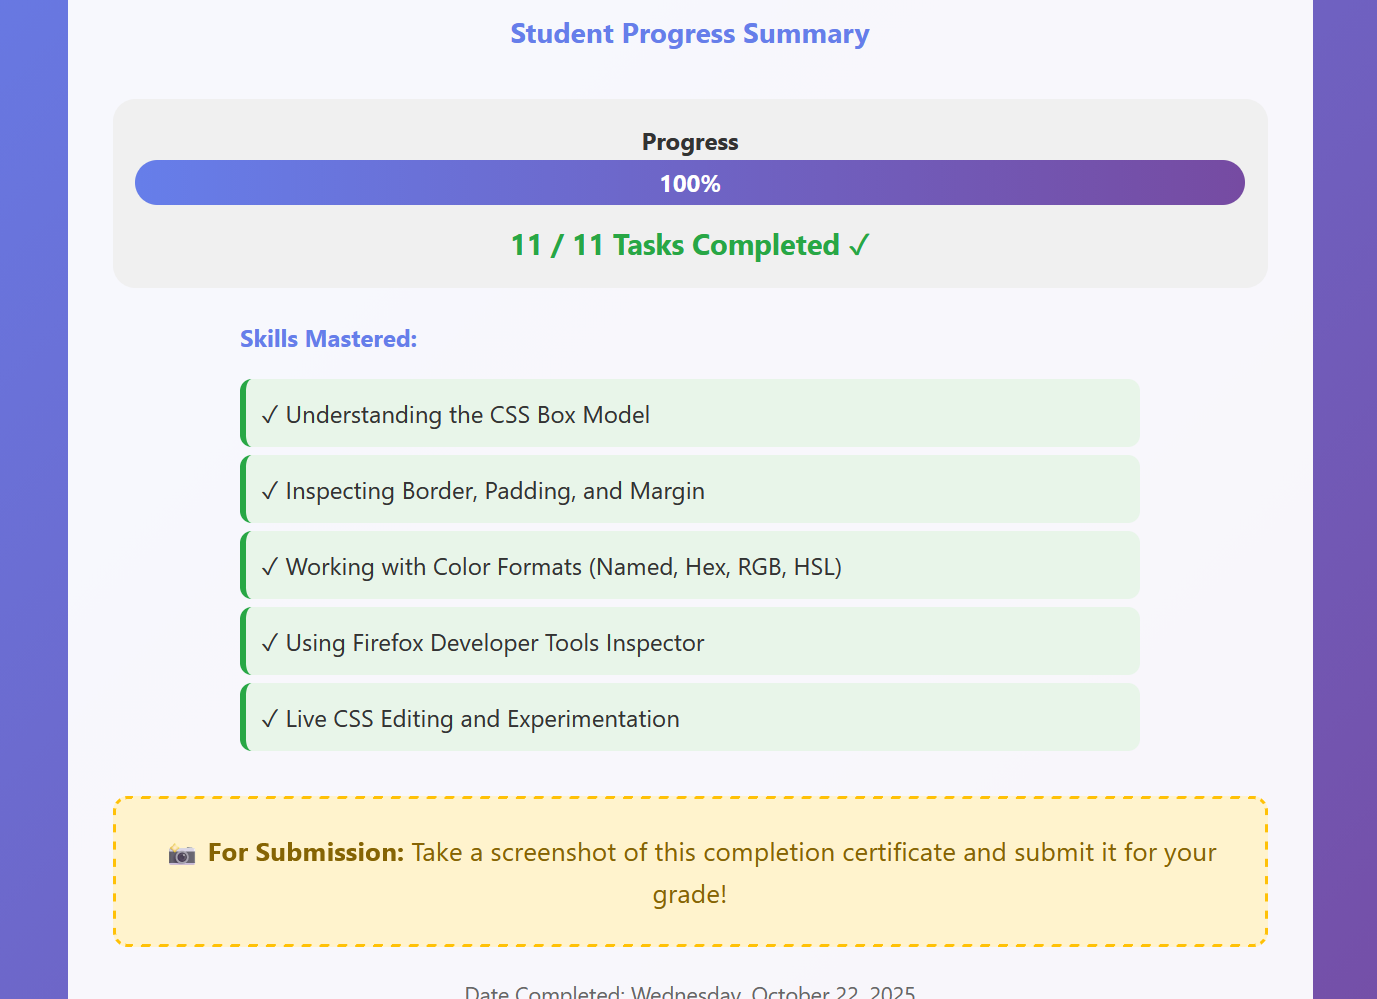 Student Progress Summary
Progress
100%
11 / 11 Tasks Completed ✓
Skills Mastered:
✓ Understanding the CSS Box Model
✓ Inspecting Border, Padding, and Margin
✓ Working with Color Formats (Named, Hex, RGB, HSL)
✓ Using Firefox Developer Tools Inspector
✓ Live CSS Editing and Experimentation
📸 For Submission: Take a screenshot of this completion certificate and submit it for your
grade!
Date Completed: Wednesday, October 22, 2025